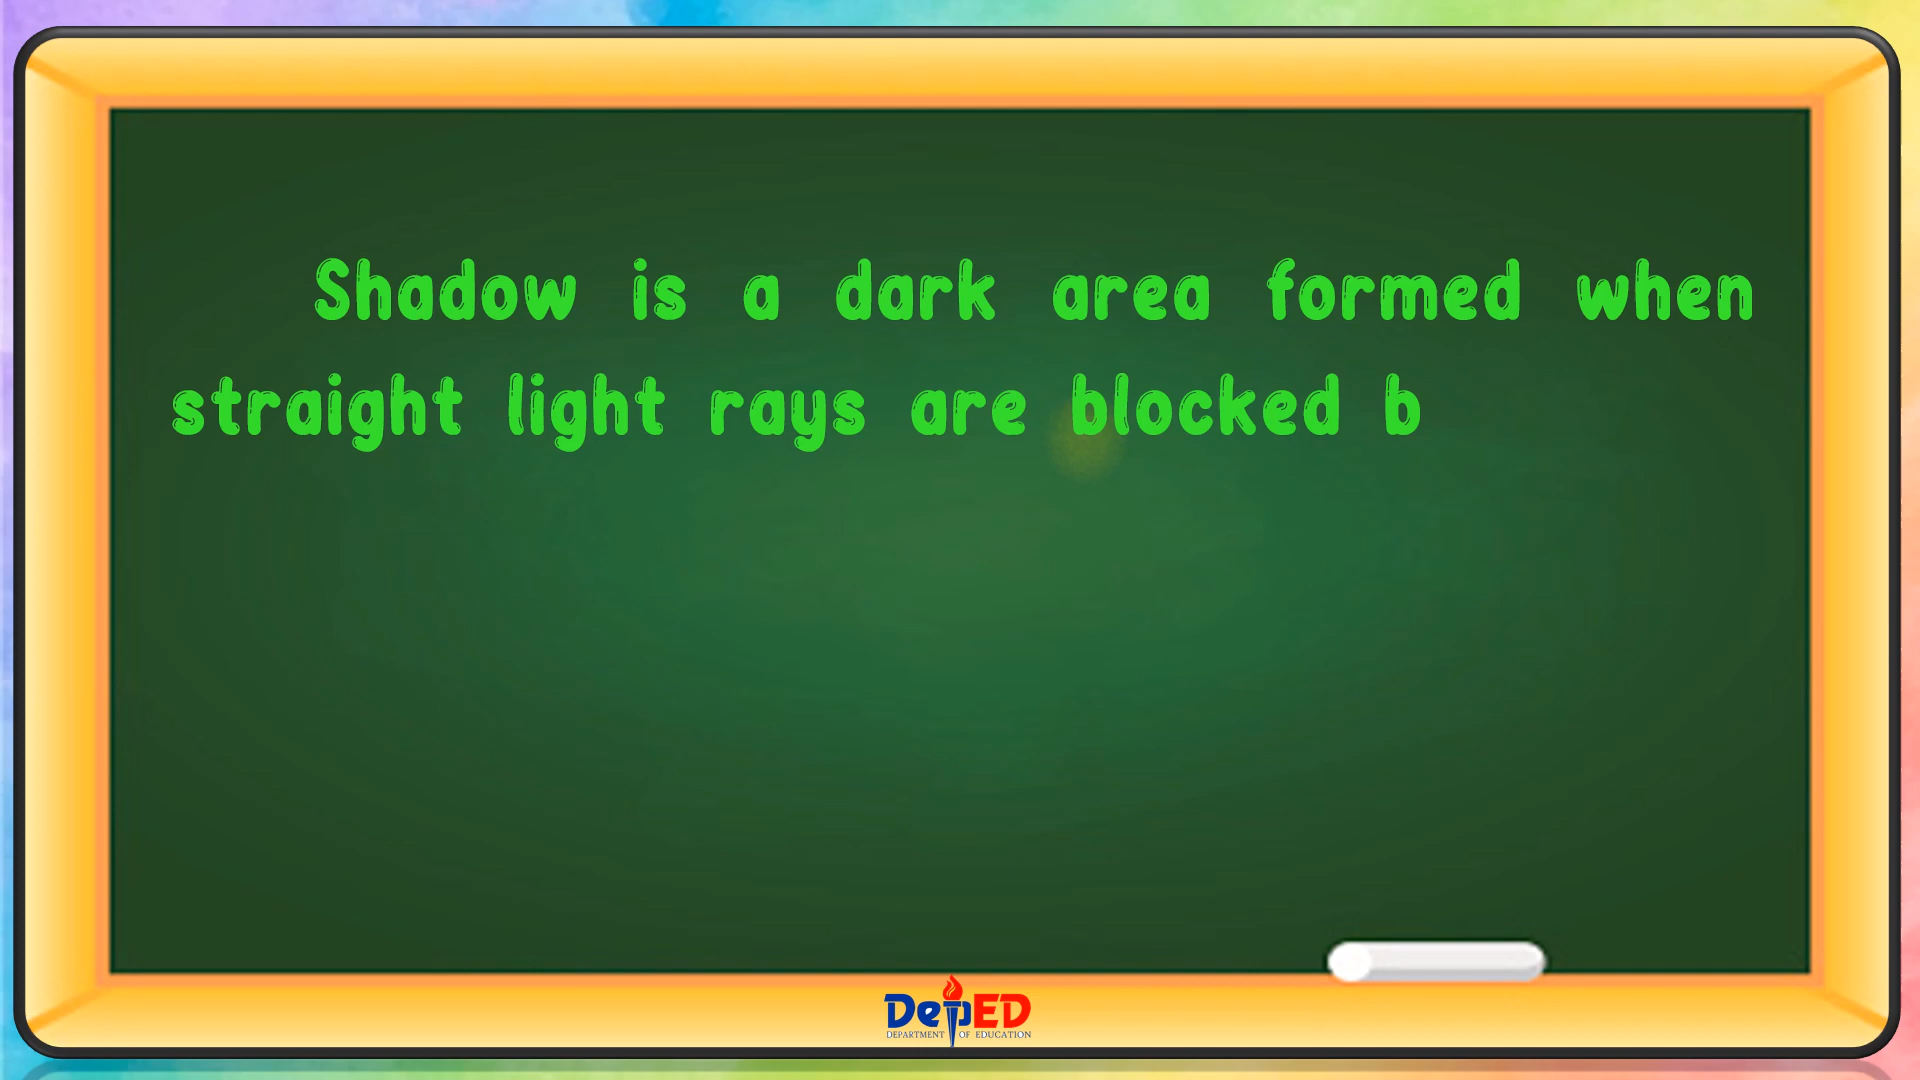 Shadow is a dark area formed when
straight light rays are blocked b
DepED
DEPARTMENT OF EDUCATION